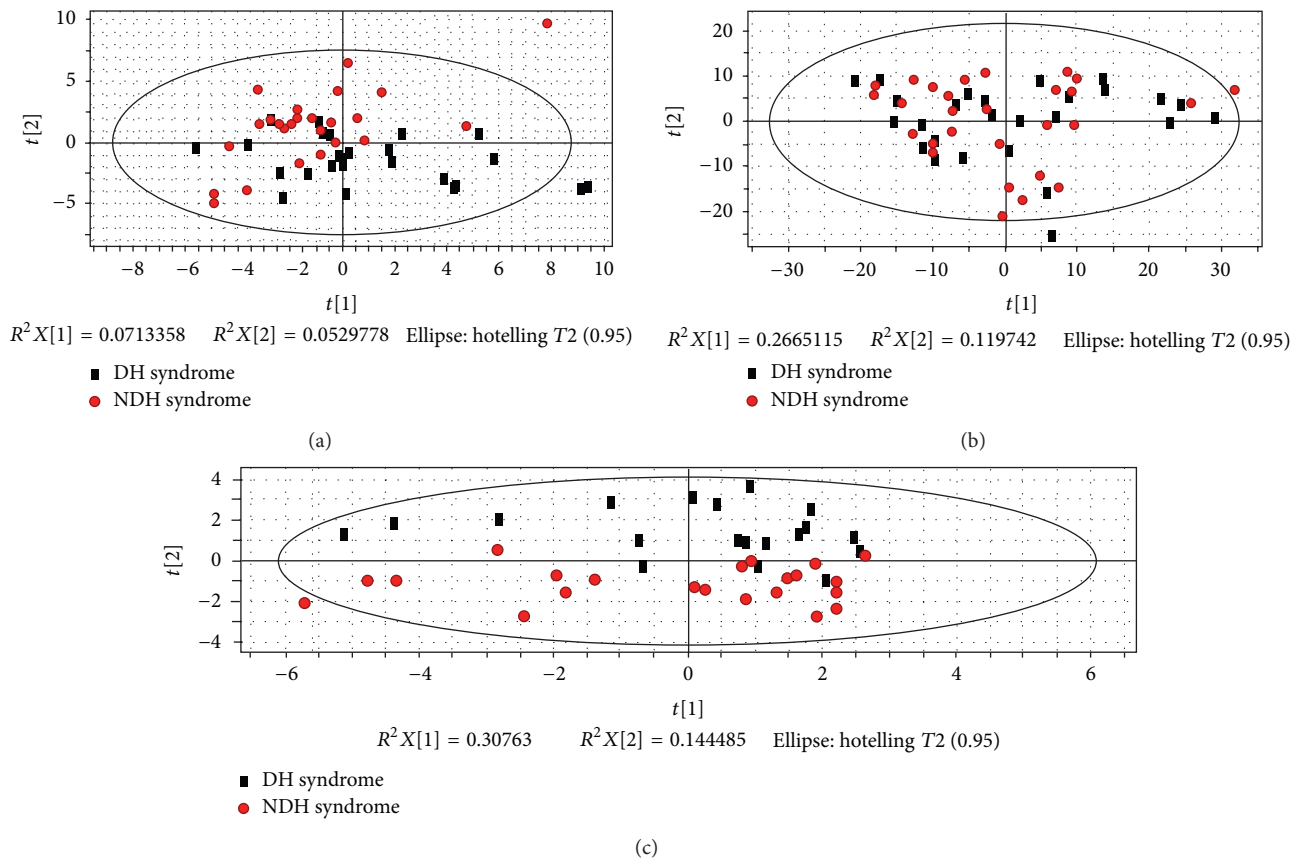 10
5
0
−5
t[2]
−8 −6 −4 −2 0 2 4 6 8 10
t[1]
R²X[1] = 0.0713358 R²X[2] = 0.0529778 Ellipse: hotelling T2 (0.95)
DH syndrome
NDH syndrome
(a)
20
10
0
−10
−20
t[2]
−30 −20 −10 0 10 20 30
t[1]
R²X[1] = 0.2665115 R²X[2] = 0.119742 Ellipse: hotelling T2 (0.95)
DH syndrome
NDH syndrome
(b)
4
2
0
−2
−4
t[2]
−6 −4 −2 0 2 4 6
t[1]
R²X[1] = 0.30763 R²X[2] = 0.144485 Ellipse: hotelling T2 (0.95)
DH syndrome
NDH syndrome
(c)